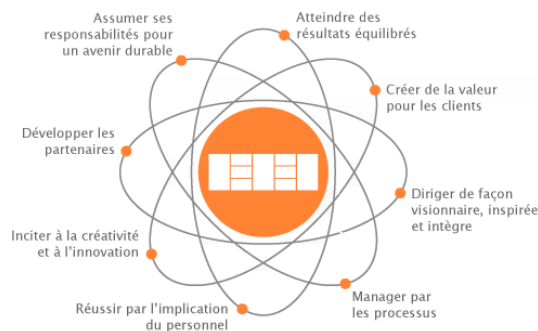 Atteindre des
résultats équilibrés
Créer de la valeur
pour les clients
Diriger de façon
visionnaire, inspirée
et intègre
Manager par
les processus
Réussir par l'implication
du personnel
Inciter à la créativité
et à l'innovation
Développer les
partenaires
Assumer ses
responsabilités pour
un avenir durable